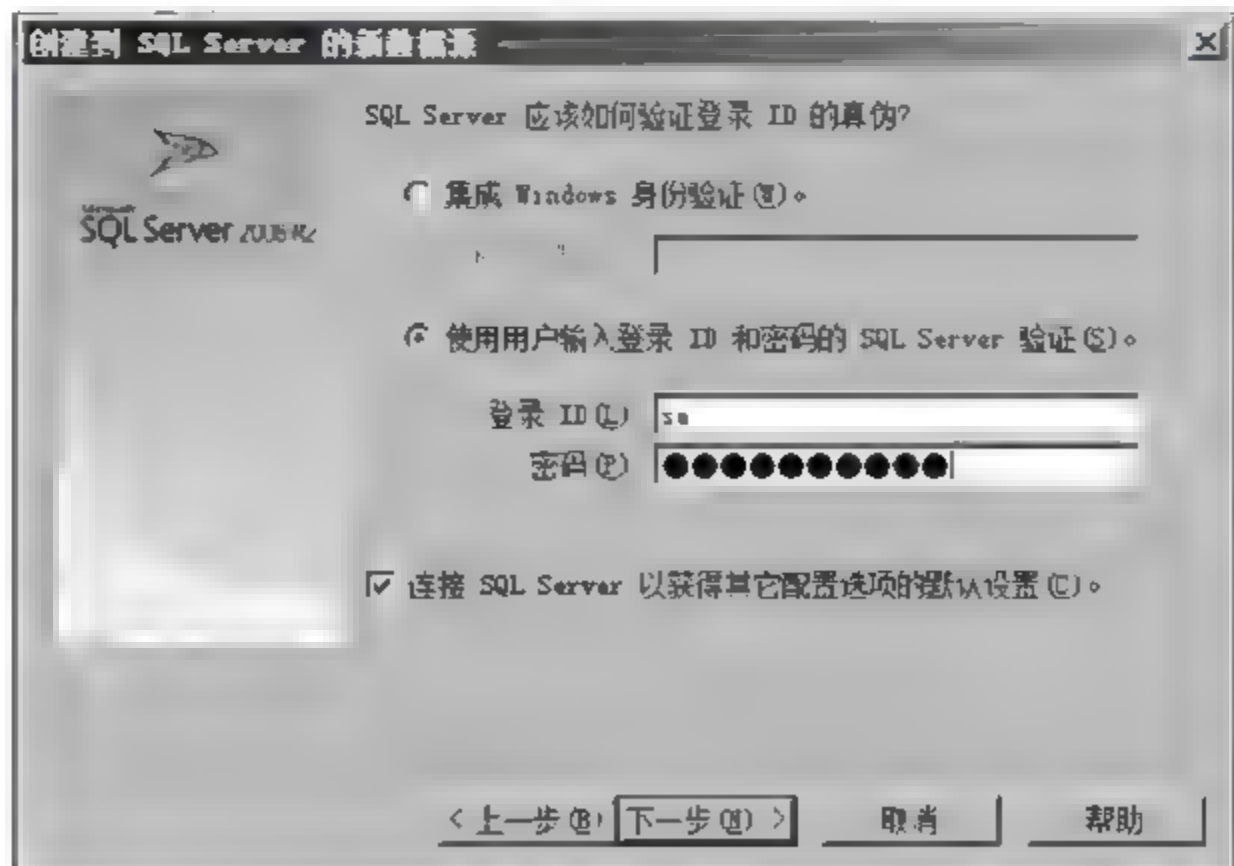 创建到 SQL Server 的新数据源
SQL Server 应该如何验证登录 ID 的真伪?
Microsoft
SQL Server 2008 R2
集成 Windows 身份验证(W)。
使用用户输入登录 ID 和密码的 SQL Server 验证(S)。
登录 ID(L) sa
密码(P) ●●●●●●●●●●
连接 SQL Server 以获得其它配置选项的默认设置(C)。
< 上一步(B) 下一步(N) > 取消 帮助